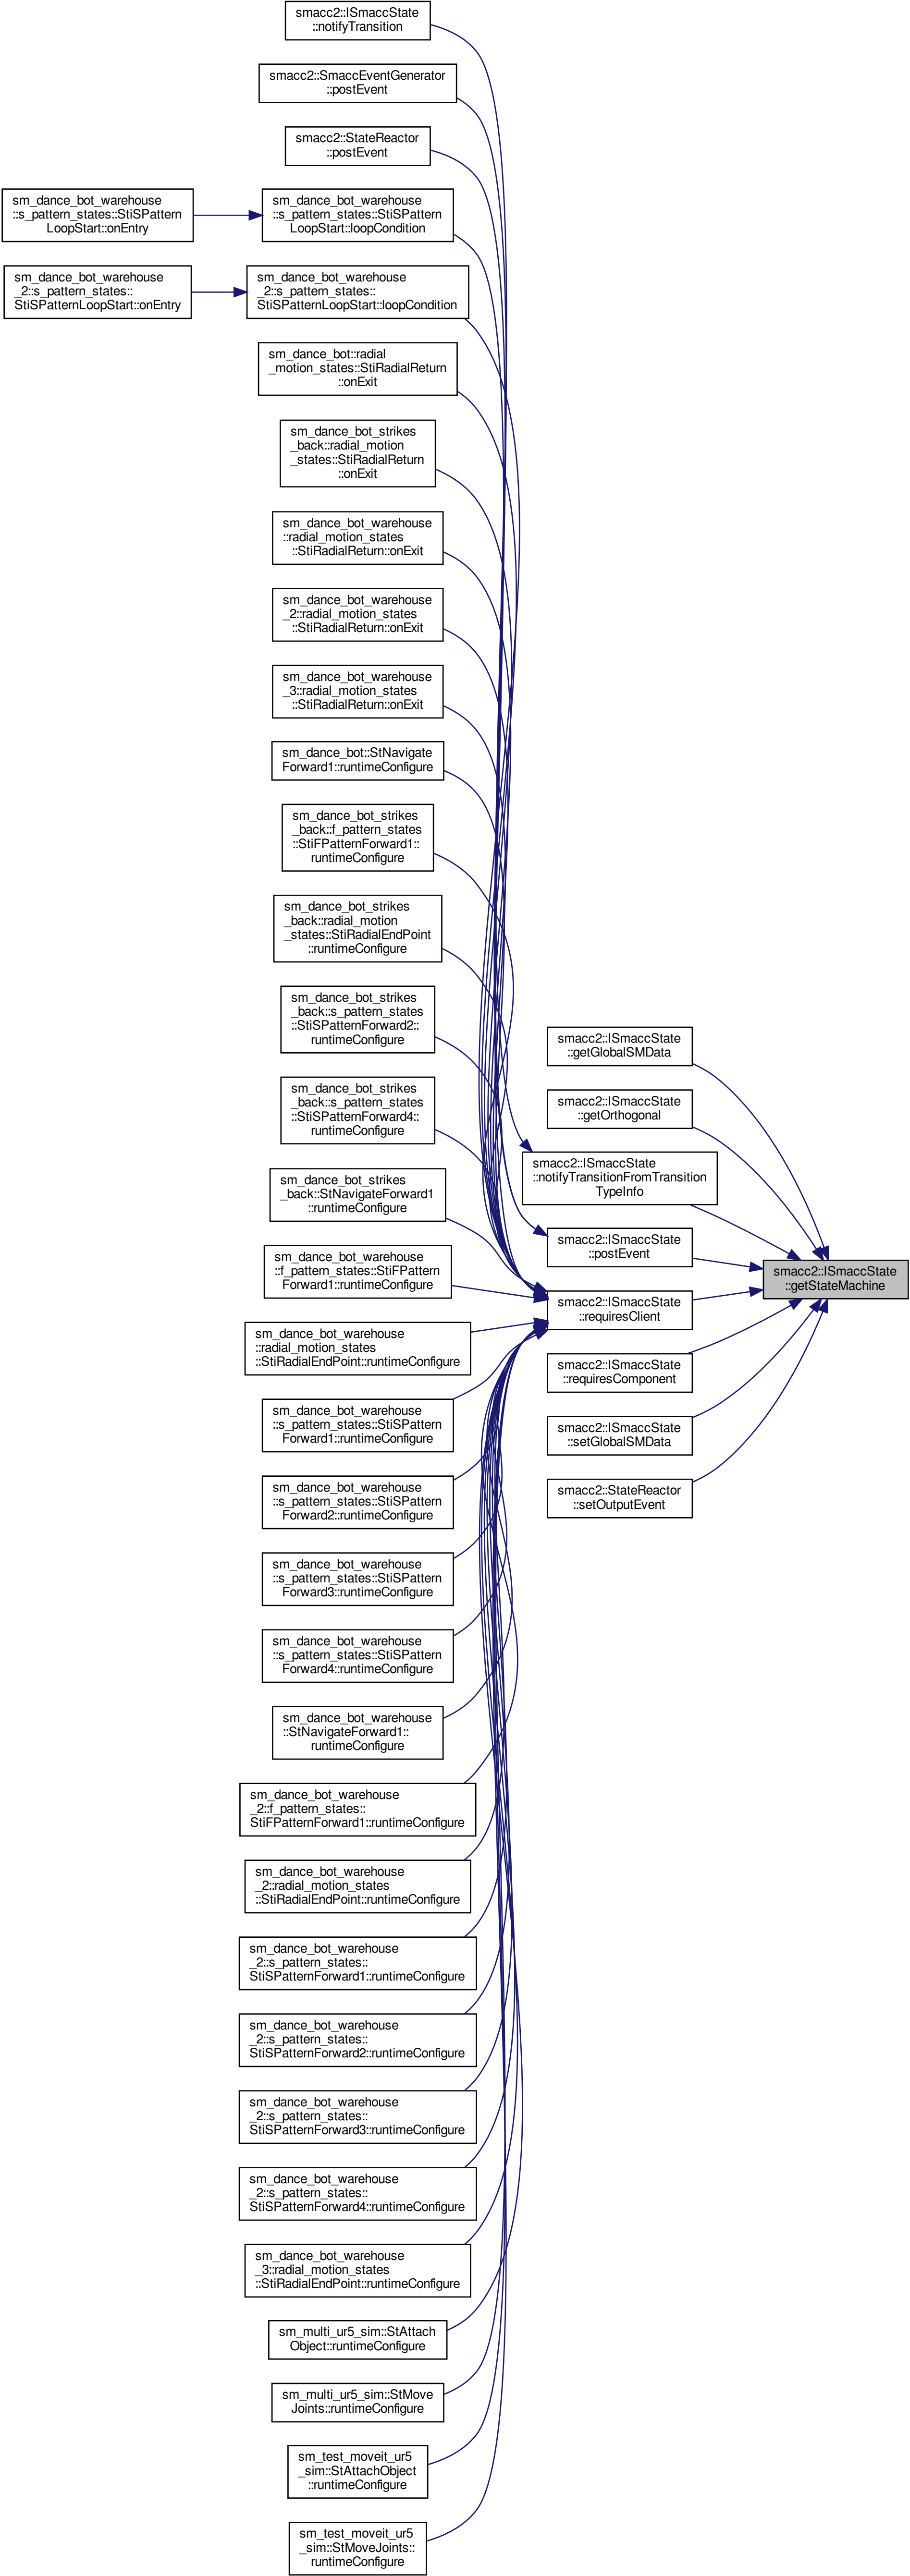 smacc2::ISmaccState
::notifyTransition
smacc2::SmaccEventGenerator
::postEvent
smacc2::StateReactor
::postEvent
sm_dance_bot_warehouse
::s_pattern_states::StiSPattern
LoopStart::onEntry
sm_dance_bot_warehouse
::s_pattern_states::StiSPattern
LoopStart::loopCondition
sm_dance_bot_warehouse
_2::s_pattern_states::
StiSPatternLoopStart::onEntry
sm_dance_bot_warehouse
_2::s_pattern_states::
StiSPatternLoopStart::loopCondition
sm_dance_bot::radial
_motion_states::StiRadialReturn
::onExit
sm_dance_bot_strikes
_back::radial_motion
_states::StiRadialReturn
::onExit
sm_dance_bot_warehouse
::radial_motion_states
::StiRadialReturn::onExit
sm_dance_bot_warehouse
_2::radial_motion_states
::StiRadialReturn::onExit
sm_dance_bot_warehouse
_3::radial_motion_states
::StiRadialReturn::onExit
sm_dance_bot::StNavigate
Forward1::runtimeConfigure
sm_dance_bot_strikes
_back::f_pattern_states
::StiFPatternForward1::
runtimeConfigure
sm_dance_bot_strikes
_back::radial_motion
_states::StiRadialEndPoint
::runtimeConfigure
sm_dance_bot_strikes
_back::s_pattern_states
::StiSPatternForward2::
runtimeConfigure
sm_dance_bot_strikes
_back::s_pattern_states
::StiSPatternForward4::
runtimeConfigure
sm_dance_bot_strikes
_back::StNavigateForward1
::runtimeConfigure
sm_dance_bot_warehouse
::f_pattern_states::StiFPattern
Forward1::runtimeConfigure
sm_dance_bot_warehouse
::radial_motion_states
::StiRadialEndPoint::runtimeConfigure
sm_dance_bot_warehouse
::s_pattern_states::StiSPattern
Forward1::runtimeConfigure
sm_dance_bot_warehouse
::s_pattern_states::StiSPattern
Forward2::runtimeConfigure
sm_dance_bot_warehouse
::s_pattern_states::StiSPattern
Forward3::runtimeConfigure
sm_dance_bot_warehouse
::s_pattern_states::StiSPattern
Forward4::runtimeConfigure
sm_dance_bot_warehouse
::StNavigateForward1::
runtimeConfigure
sm_dance_bot_warehouse
_2::f_pattern_states::
StiFPatternForward1::runtimeConfigure
sm_dance_bot_warehouse
_2::radial_motion_states
::StiRadialEndPoint::runtimeConfigure
sm_dance_bot_warehouse
_2::s_pattern_states::
StiSPatternForward1::runtimeConfigure
sm_dance_bot_warehouse
_2::s_pattern_states::
StiSPatternForward2::runtimeConfigure
sm_dance_bot_warehouse
_2::s_pattern_states::
StiSPatternForward3::runtimeConfigure
sm_dance_bot_warehouse
_2::s_pattern_states::
StiSPatternForward4::runtimeConfigure
sm_dance_bot_warehouse
_3::radial_motion_states
::StiRadialEndPoint::runtimeConfigure
sm_multi_ur5_sim::StAttach
Object::runtimeConfigure
sm_multi_ur5_sim::StMove
Joints::runtimeConfigure
sm_test_moveit_ur5
_sim::StAttachObject
::runtimeConfigure
sm_test_moveit_ur5
_sim::StMoveJoints::
runtimeConfigure
smacc2::ISmaccState
::getGlobalSMData
smacc2::ISmaccState
::getOrthogonal
smacc2::ISmaccState
::notifyTransitionFromTransition
TypeInfo
smacc2::ISmaccState
::postEvent
smacc2::ISmaccState
::requiresClient
smacc2::ISmaccState
::requiresComponent
smacc2::ISmaccState
::setGlobalSMData
smacc2::StateReactor
::setOutputEvent
smacc2::ISmaccState
::getStateMachine